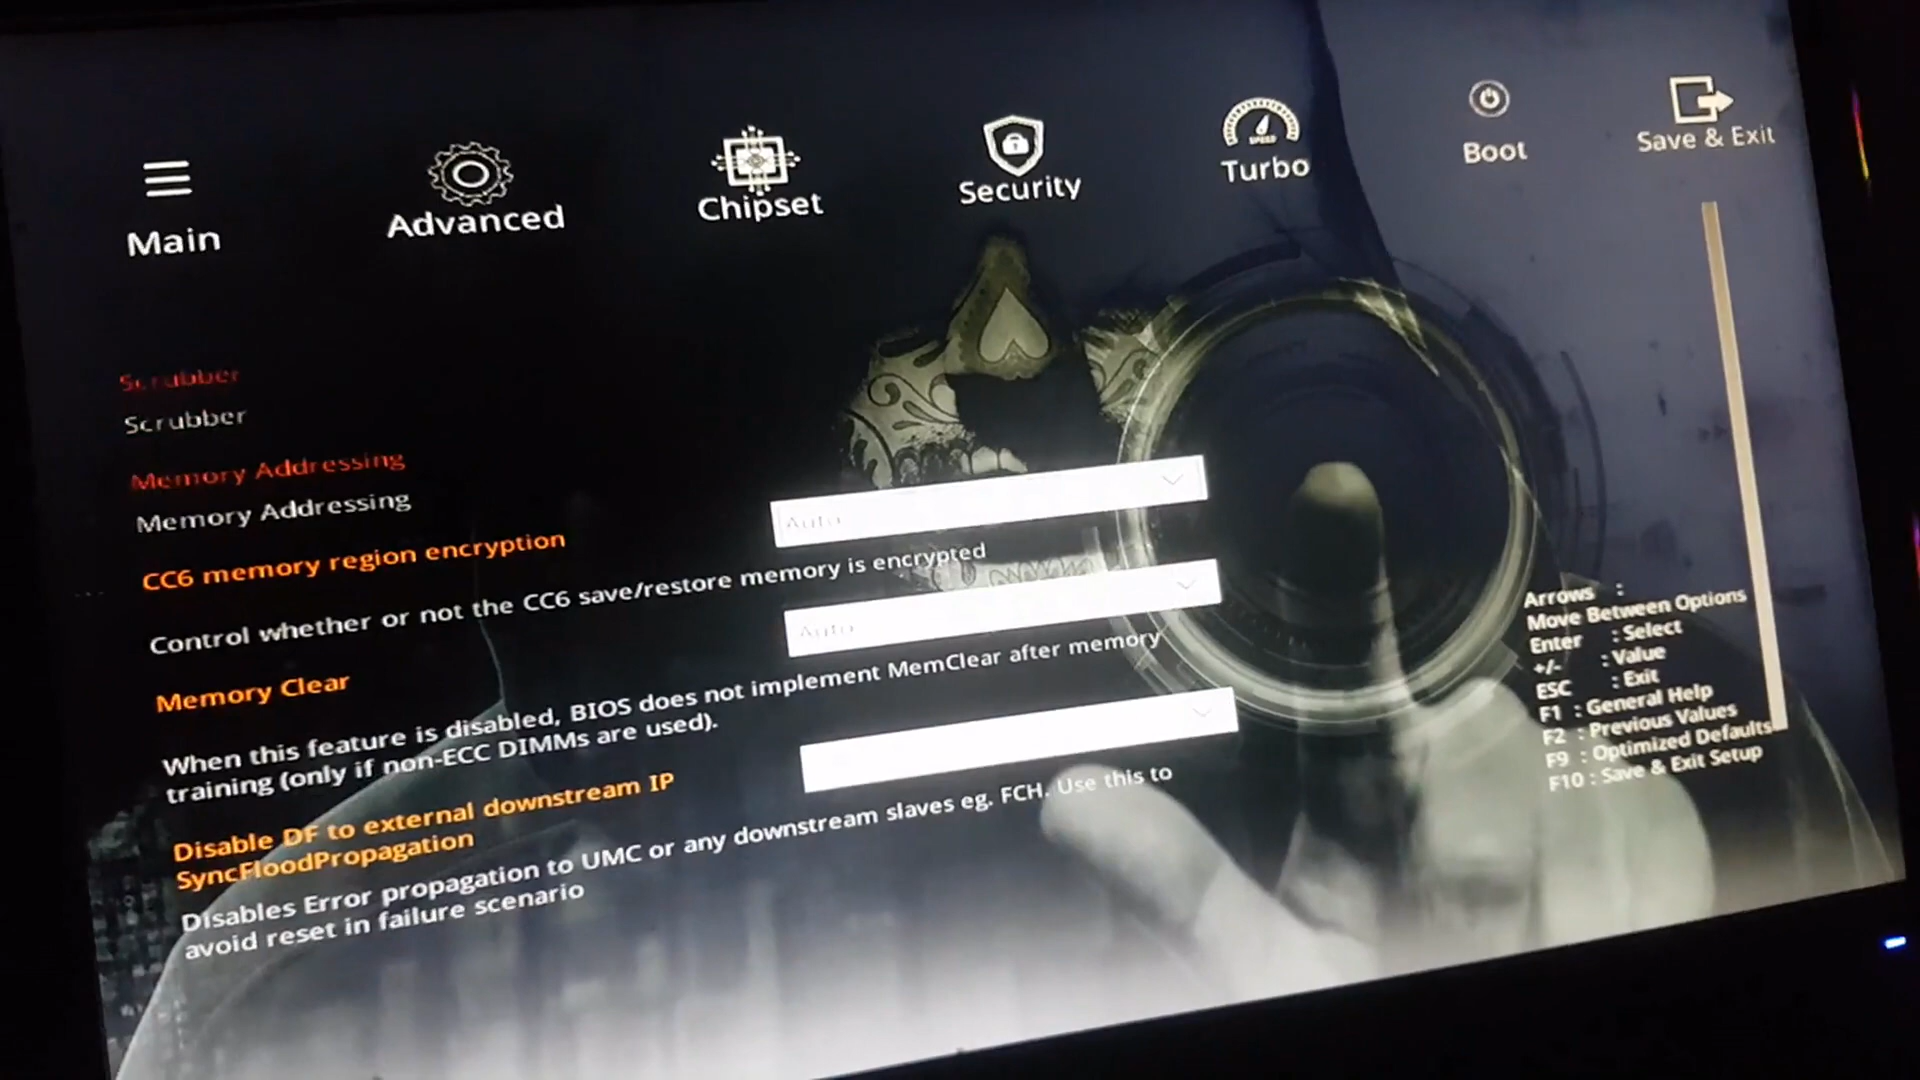 Main
Advanced
Chipset
Security
Turbo
Boot
Save & Exit
SPEED
Scrubber
Scrubber
Memory Addressing
Memory Addressing
CC6 memory region encryption
Auto
Control whether or not the CC6 save/restore memory is encrypted
Memory Clear
Auto
When this feature is disabled, BIOS does not implement MemClear after memory
training (only if non-ECC DIMMs are used).
Disable DF to external downstream IP
SyncFloodPropagation
Disables Error propagation to UMC or any downstream slaves eg. FCH. Use this to
avoid reset in failure scenario
Arrows :
Move Between Options
Enter : Select
+/- : Value
ESC : Exit
F1 : General Help
F2 : Previous Values
F9 : Optimized Defaults
F10 : Save & Exit Setup